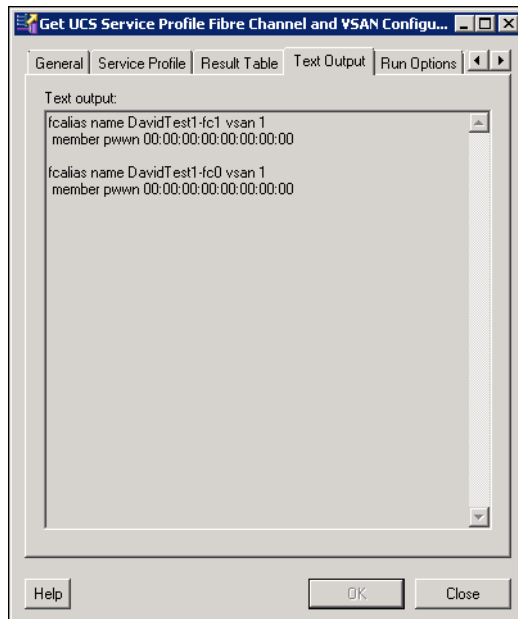 Get UCS Service Profile Fibre Channel and VSAN Configu...
General Service Profile Result Table Text Output Run Options
Text output:
fcalias name DavidTest1-fc1 vsan 1
member pwwn 00:00:00:00:00:00:00:00
fcalias name DavidTest1-fc0 vsan 1
member pwwn 00:00:00:00:00:00:00:00
Help OK Close